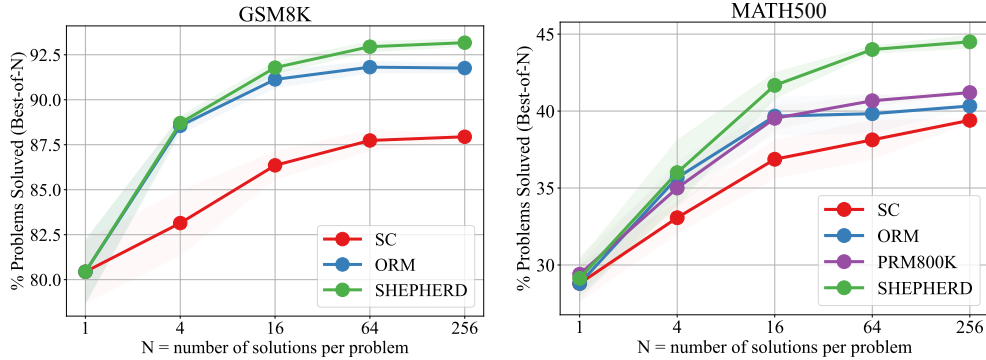 GSM8K
% Problems Soluved (Best-of-N)
92.5
90.0
87.5
85.0
82.5
80.0
SC
ORM
SHEPHERD
1 4 16 64 256
N = number of solutions per problem
MATH500
% Problems Soluved (Best-of-N)
45
40
35
30
SC
ORM
PRM800K
SHEPHERD
1 4 16 64 256
N = number of solutions per problem